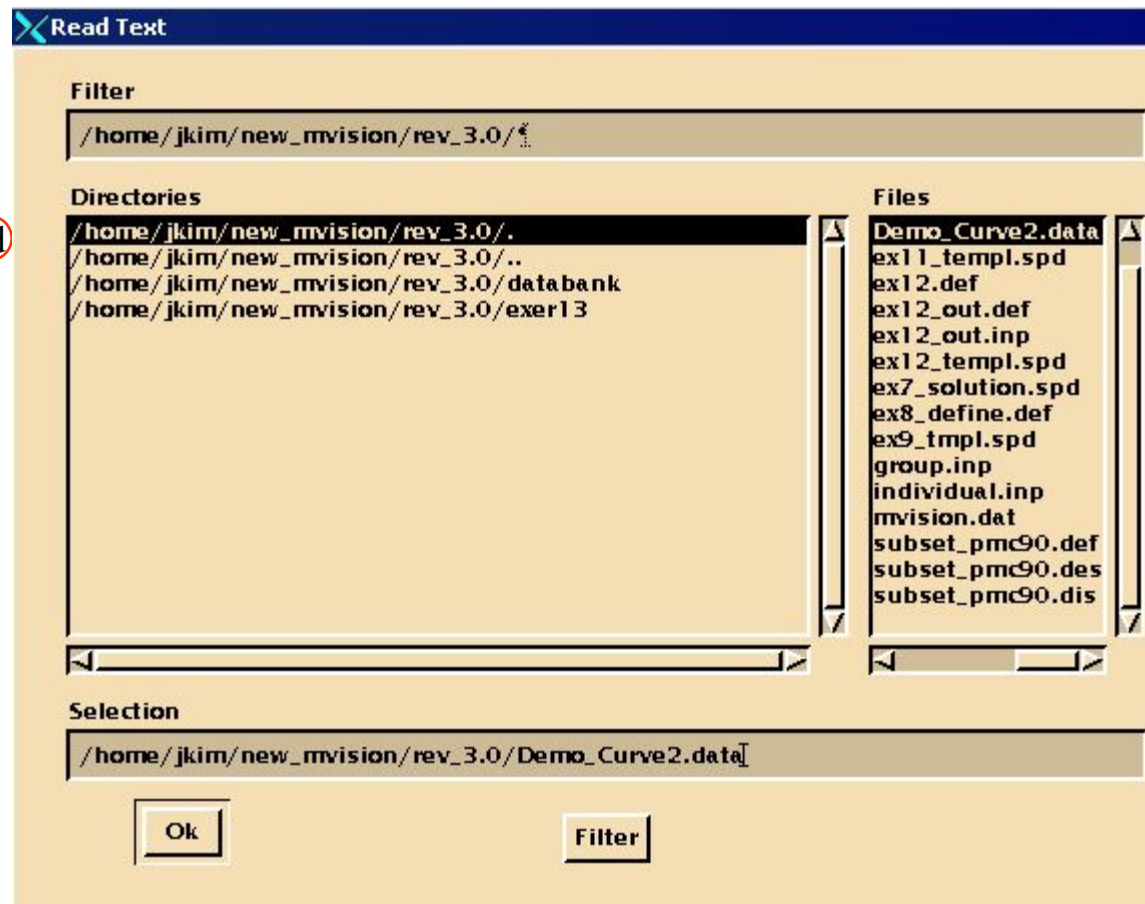 Read Text
Filter
/home/jkim/new_mvision/rev_3.0/*
Directories
/home/jkim/new_mvision/rev_3.0/.
/home/jkim/new_mvision/rev_3.0/..
/home/jkim/new_mvision/rev_3.0/databank
/home/jkim/new_mvision/rev_3.0/exer13
Files
Demo_Curve2.data
ex11_templ.spd
ex12.def
ex12_out.def
ex12_out.inp
ex12_templ.spd
ex7_solution.spd
ex8_define.def
ex9_tmpl.spd
group.inp
individual.inp
mvision.dat
subset_pmc90.def
subset_pmc90.des
subset_pmc90.dis
Selection
/home/jkim/new_mvision/rev_3.0/Demo_Curve2.data
Ok
Filter